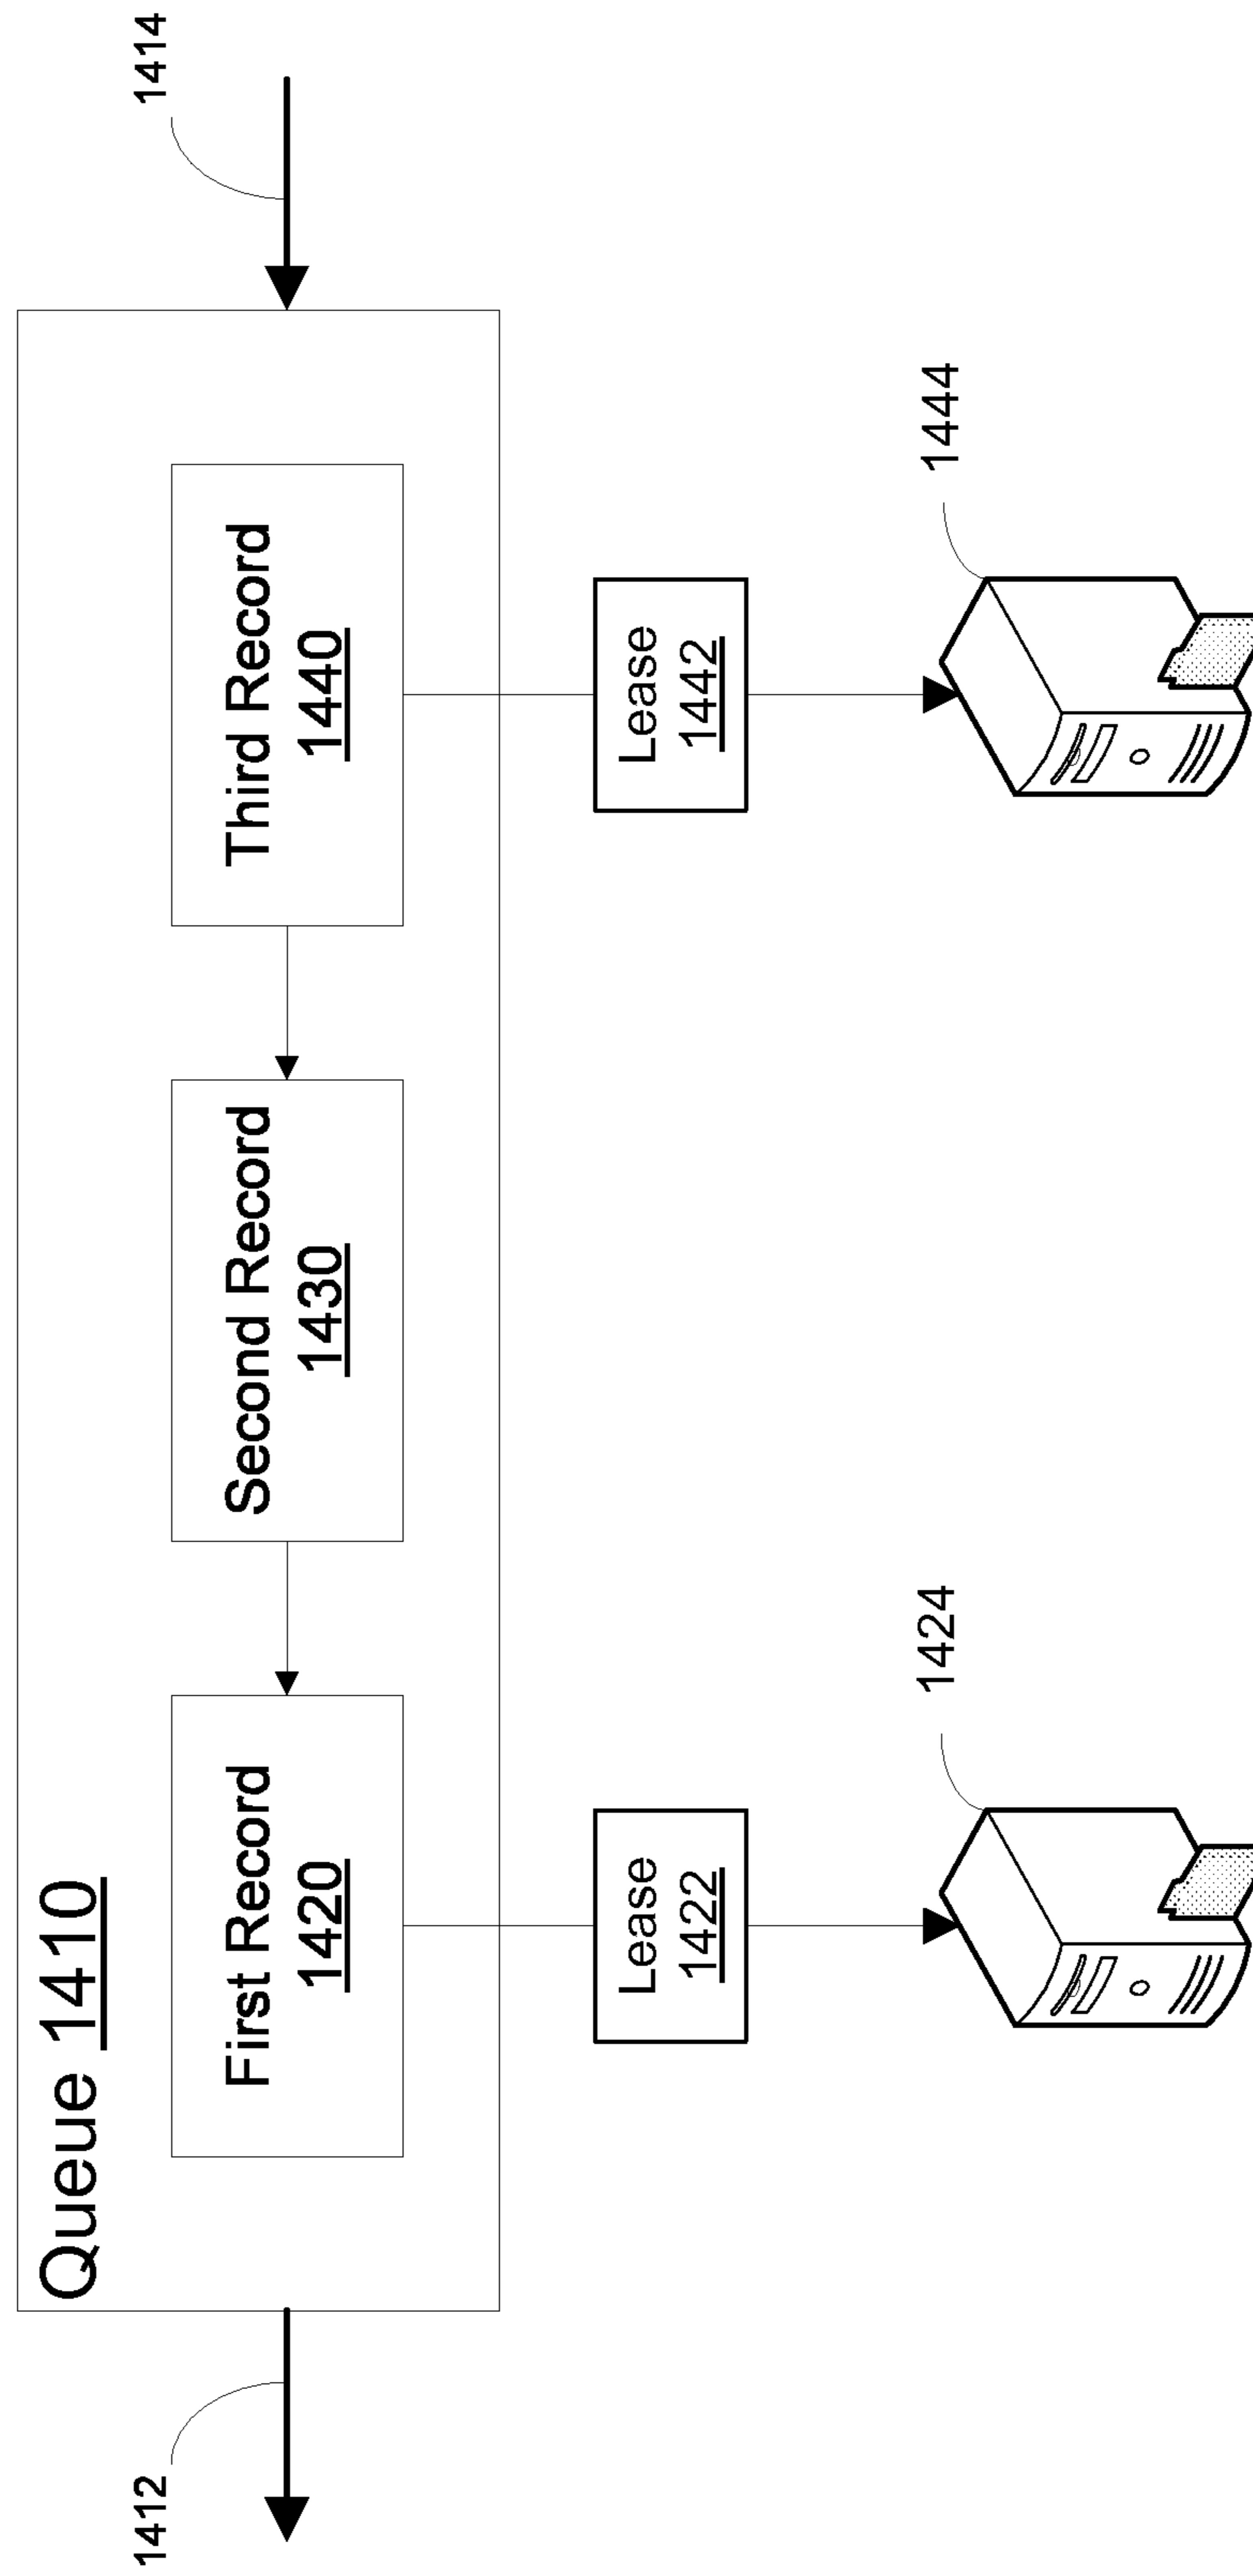 Queue 1410
1412
1414
First Record
1420
Second Record
1430
Third Record
1440
Lease
1422
Lease
1442
1424
1444